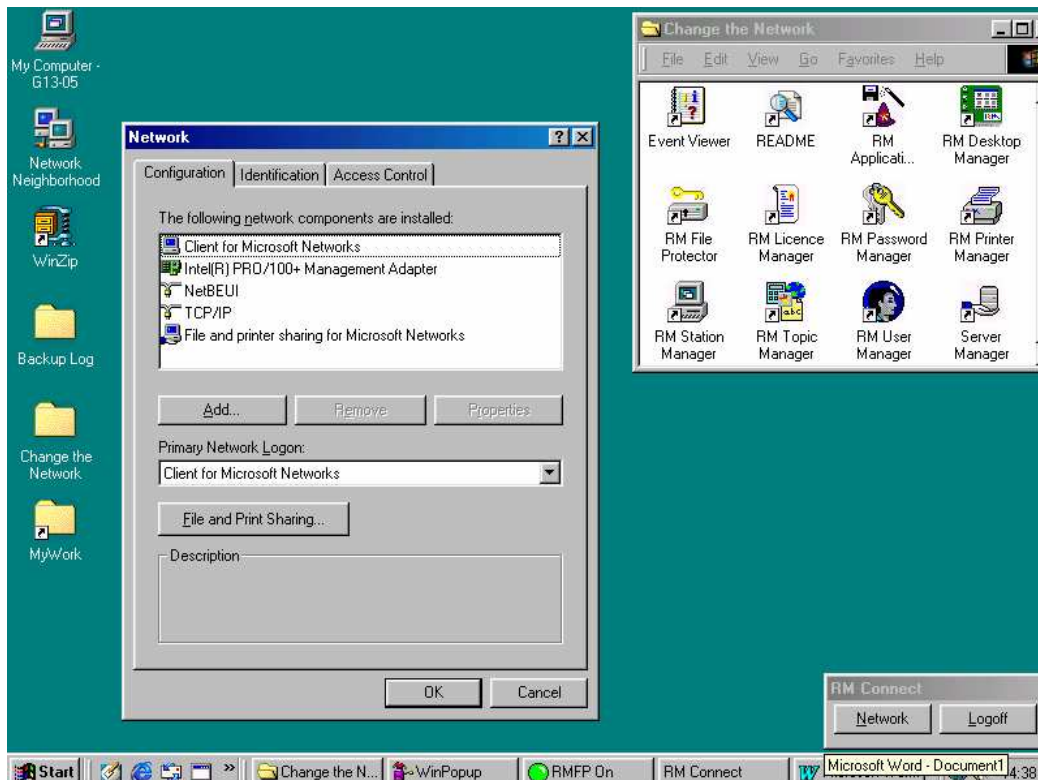 My Computer -
G13-05
Network
Neighborhood
WinZip
Backup Log
Change the
Network
MyWork
Network
Configuration
Identification
Access Control
The following network components are installed:
Client for Microsoft Networks
Intel(R) PRO/100+ Management Adapter
NetBEUI
TCP/IP
File and printer sharing for Microsoft Networks
Add...
Remove
Properties
Primary Network Logon:
Client for Microsoft Networks
File and Print Sharing...
Description
OK
Cancel
Change the Network
File Edit View Go Favorites Help
Event Viewer
README
RM
Applicati...
RM Desktop
Manager
RM File
Protector
RM Licence
Manager
RM Password
Manager
RM Printer
Manager
RM Station
Manager
RM Topic
Manager
RM User
Manager
Server
Manager
RM Connect
Network
Logoff
Start
Change the N...
WinPopup
RMFP On
RM Connect
Microsoft Word - Document1
4:38